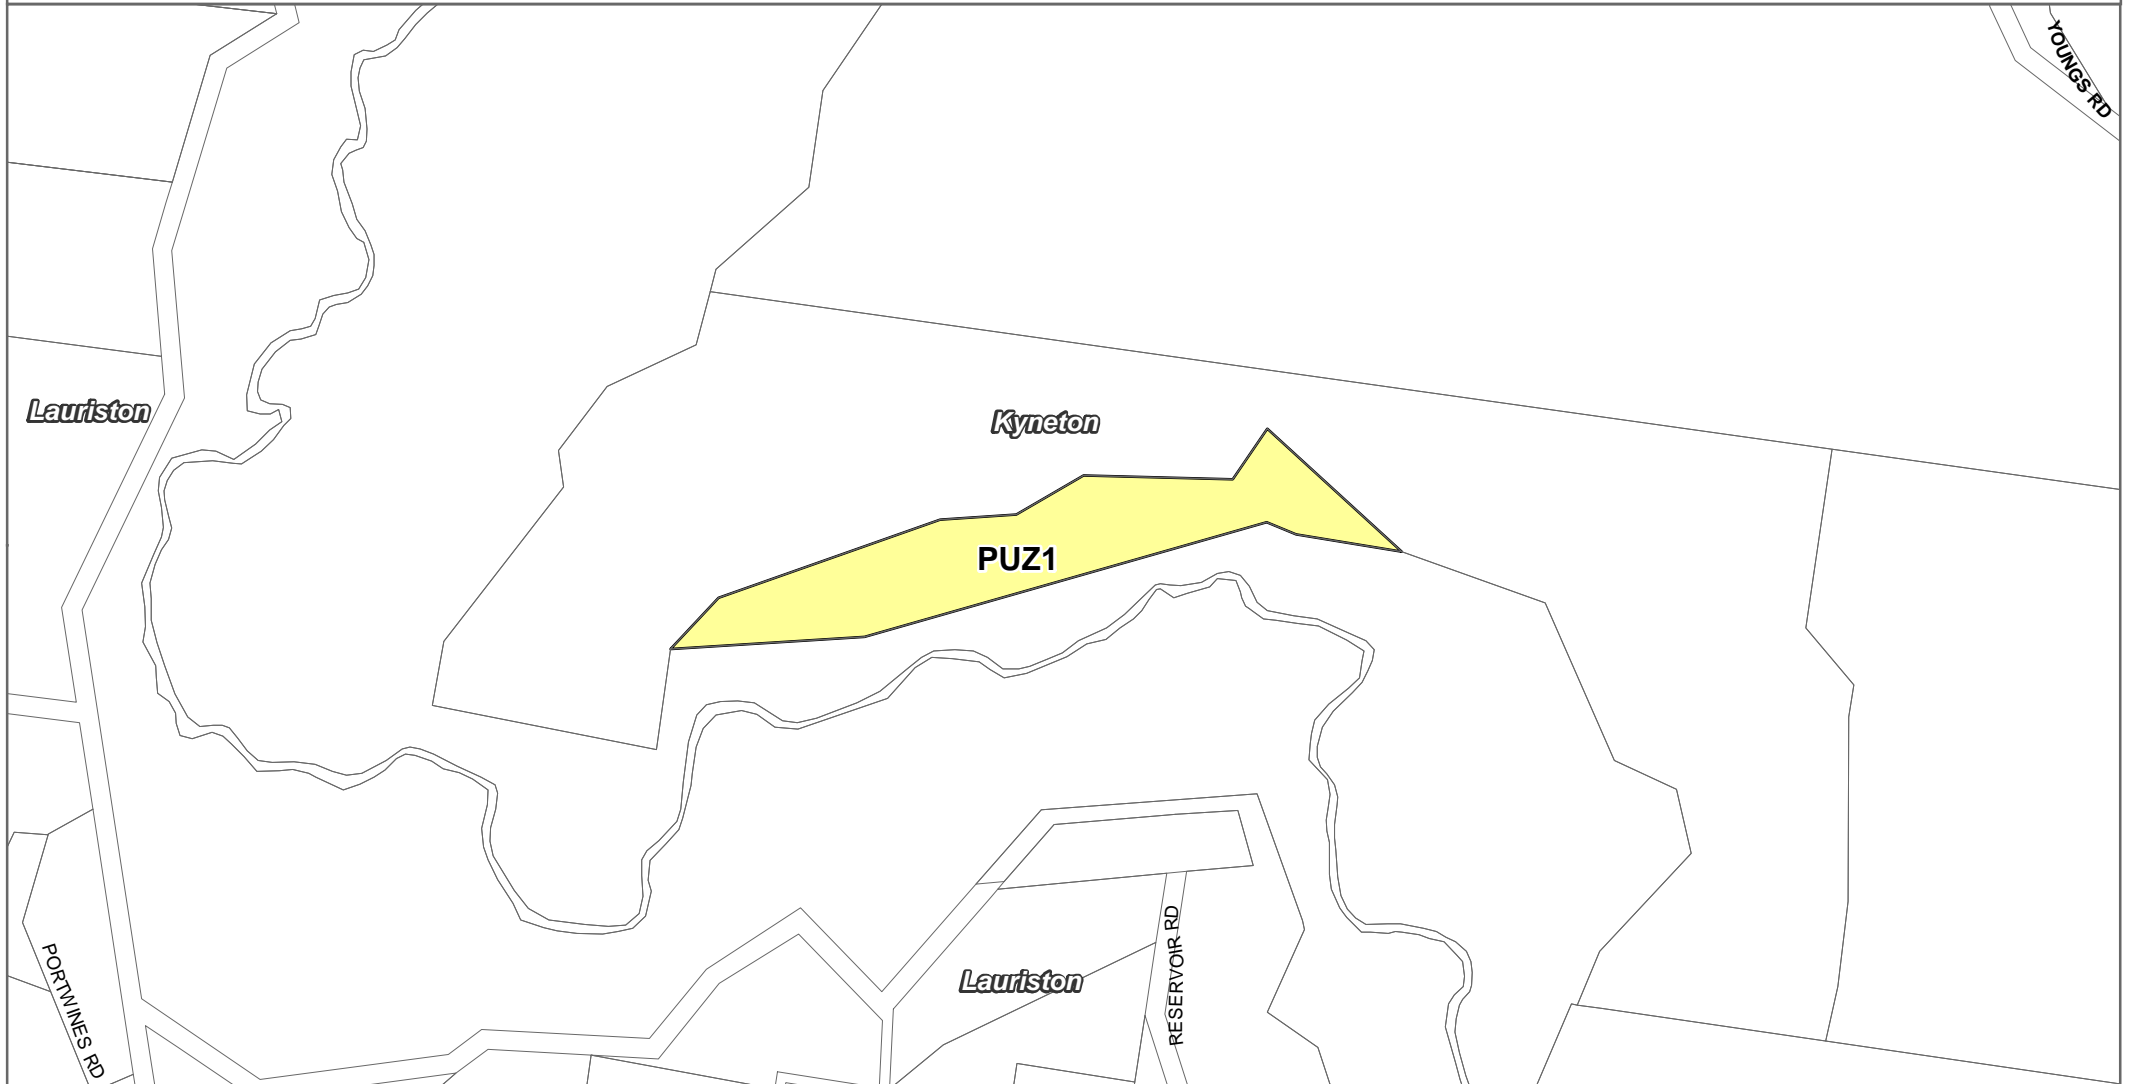 YOUNGS RD
Lauriston
Kyneton
PUZ1
PORTWINES RD
Lauriston
RESERVOIR RD